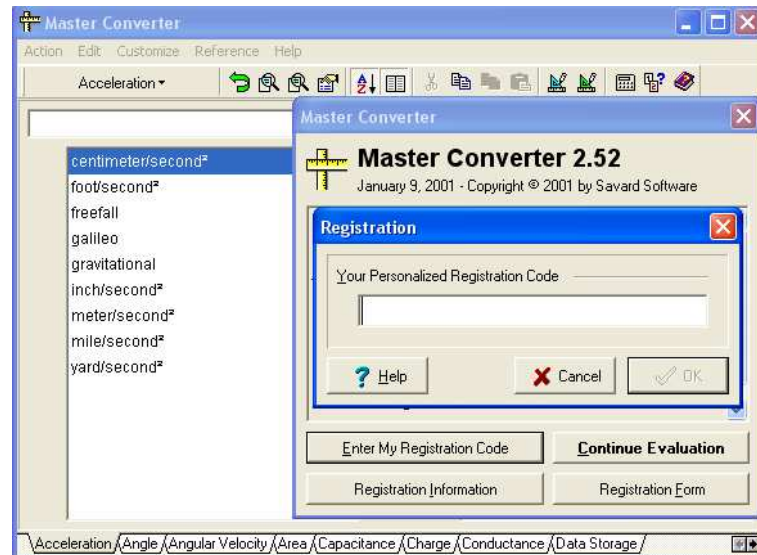 Master Converter
Action Edit Customize Reference Help
Acceleration
centimeter/second²
foot/second²
freefall
galileo
gravitational
inch/second²
meter/second²
mile/second²
yard/second²
Master Converter
Master Converter 2.52
January 9, 2001 - Copyright © 2001 by Savard Software
Registration
Your Personalized Registration Code
Help Cancel OK
Enter My Registration Code Continue Evaluation
Registration Information Registration Form
Acceleration Angle Angular Velocity Area Capacitance Charge Conductance Data Storage